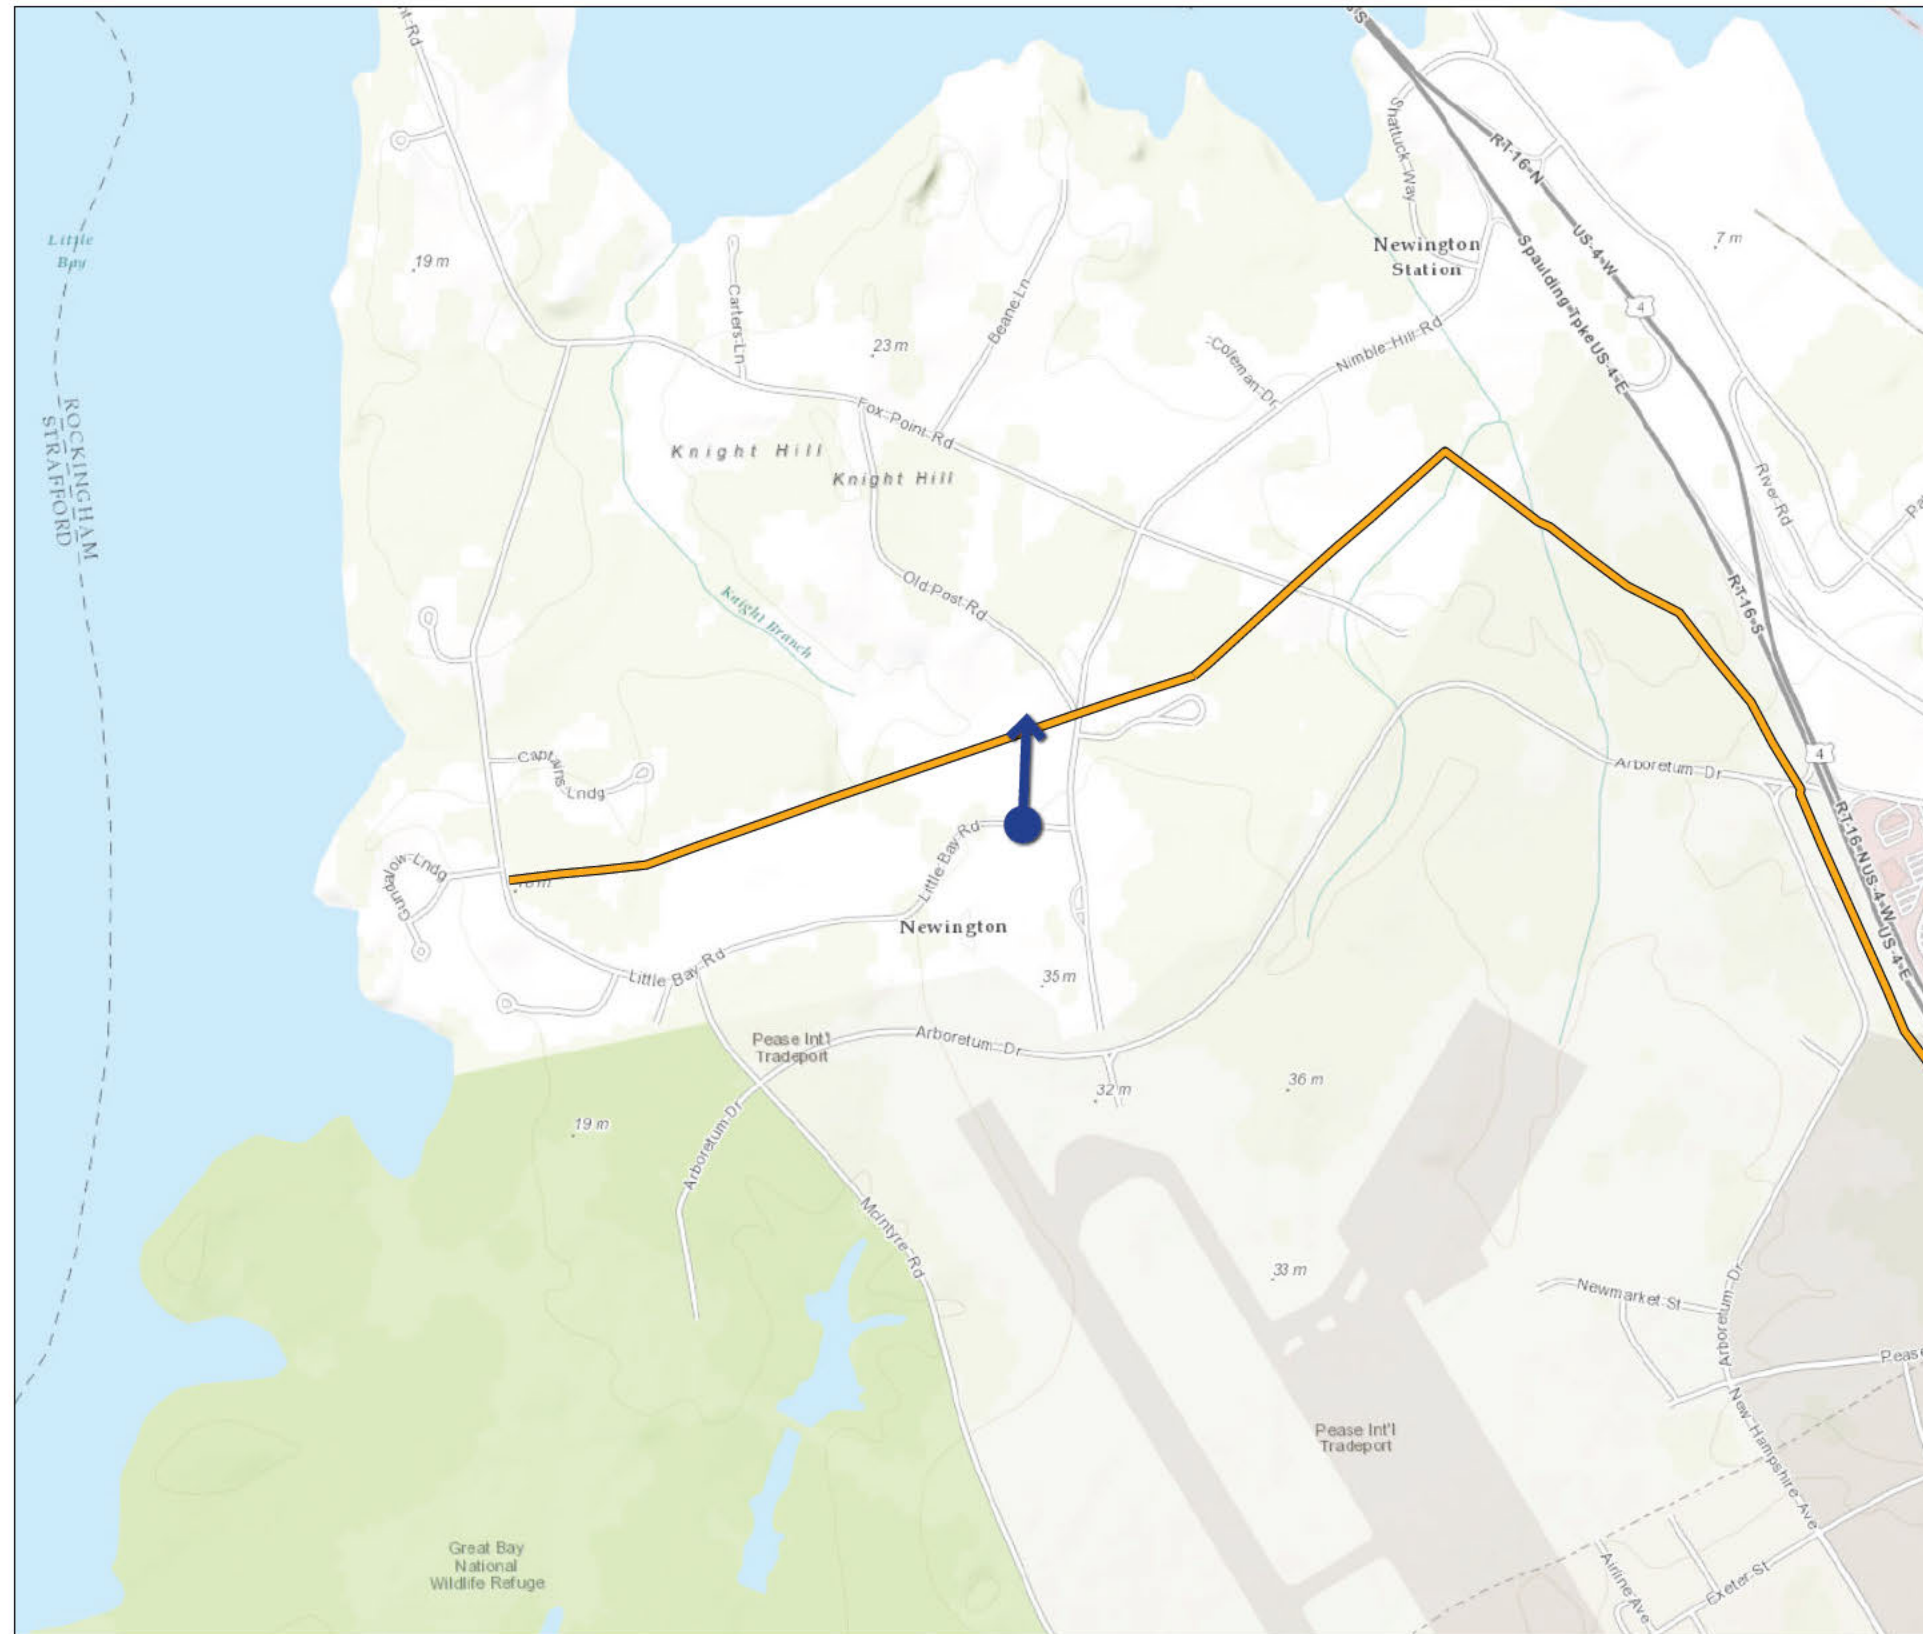 R-T-16-N
Shattuck-Way
US-4-W
7 m
Newington
Station
Spaulding-Tpke
US-4-E
4
Little
Bay
19 m
Carters-Ln
Beane-Ln
23 m
Coleman-Dr
Nimble-Hill-Rd
ROCKINGHAM
STRAFFORD
Fox-Point-Rd
Knight Hill
Knight Hill
River-Rd
Old-Post-Rd
Knight Branch
R-T-16-S
Captains-Lndg
Arboretum-Dr
4
Little-Bay-Rd
R-T-16-N
US-4-W
US-4-E
Gundalow-Lndg
Newington
Little-Bay-Rd
35 m
Pease Int'l
Tradeport
Arboretum-Dr
32 m
36 m
19 m
Arboretum-Dr
McIntyre-Rd
33 m
Newmarket-St
Arboretum-Dr
Pease
New-Hampshire-Ave
Pease Int'l
Tradeport
Great Bay
National
Wildlife Refuge
Airline-Ave
Exeter-St